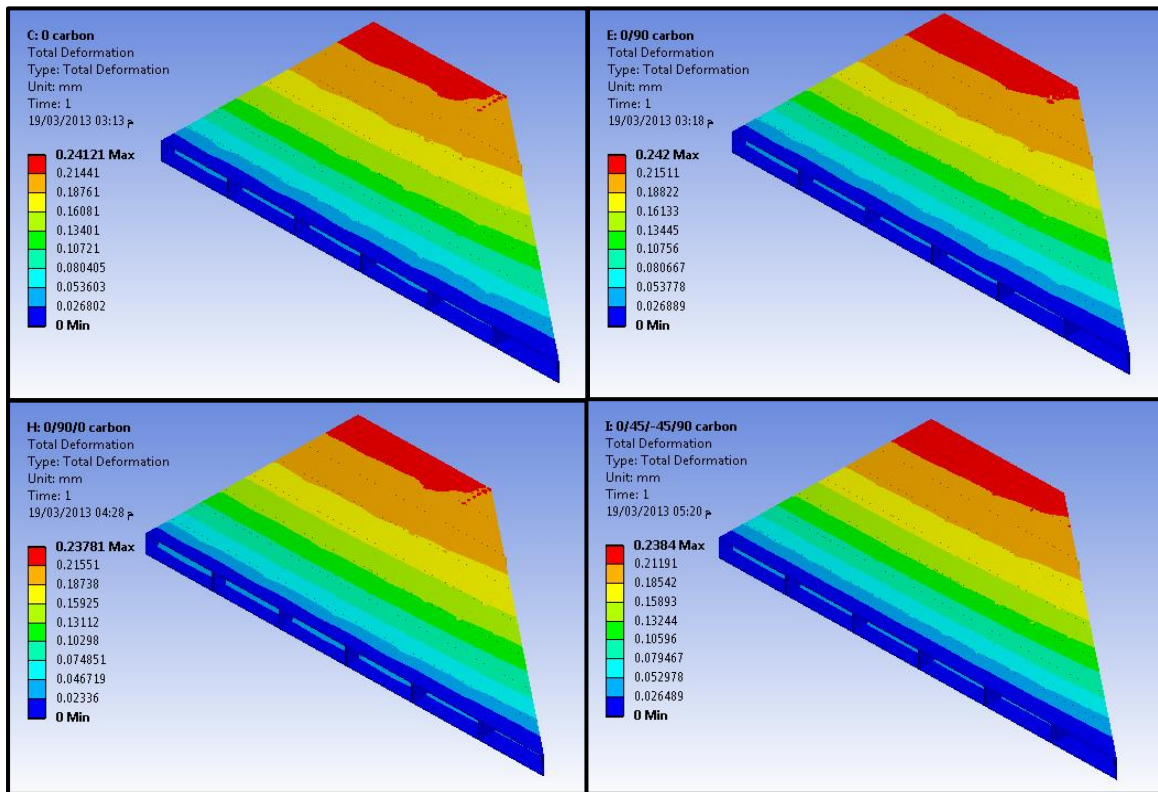 C: 0 carbon
Total Deformation
Type: Total Deformation
Unit: mm
Time: 1
19/03/2013 03:13 م
0.24121 Max
0.21441
0.18761
0.16081
0.13401
0.10721
0.080405
0.053603
0.026802
0 Min
E: 0/90 carbon
Total Deformation
Type: Total Deformation
Unit: mm
Time: 1
19/03/2013 03:18 م
0.242 Max
0.21511
0.18822
0.16133
0.13445
0.10756
0.080667
0.053778
0.026889
0 Min
H: 0/90/0 carbon
Total Deformation
Type: Total Deformation
Unit: mm
Time: 1
19/03/2013 04:28 م
0.23781 Max
0.21551
0.18738
0.15925
0.13112
0.10298
0.074851
0.046719
0.02336
0 Min
I: 0/45/-45/90 carbon
Total Deformation
Type: Total Deformation
Unit: mm
Time: 1
19/03/2013 05:20 م
0.2384 Max
0.21191
0.18542
0.15893
0.13244
0.10596
0.079467
0.052978
0.026489
0 Min